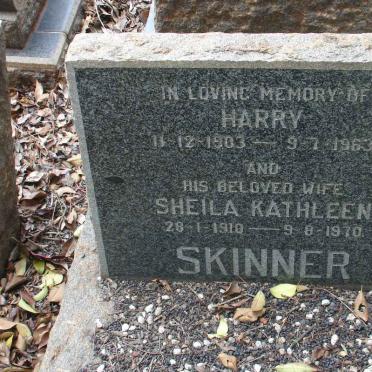 IN LOVING MEMORY OF
HARRY
11-12-1903 — 9-7-1963
AND
HIS BELOVED WIFE
SHEILA KATHLEEN
28-1-1910 — 9-8-1970
SKINNER